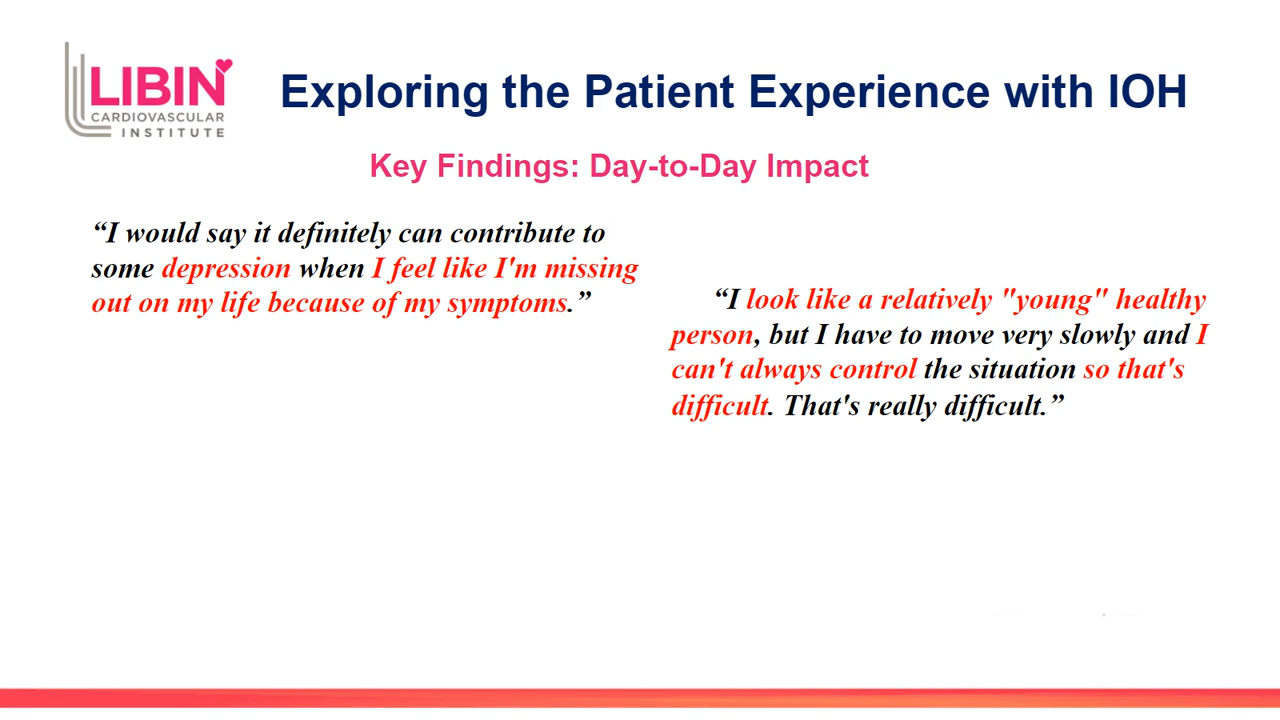 LIBIN
CARDIOVASCULAR
INSTITUTE
Exploring the Patient Experience with IOH
Key Findings: Day-to-Day Impact
“I would say it definitely can contribute to
some depression when I feel like I'm missing
out on my life because of my symptoms.”
“I look like a relatively "young" healthy
person, but I have to move very slowly and I
can't always control the situation so that's
difficult. That's really difficult.”